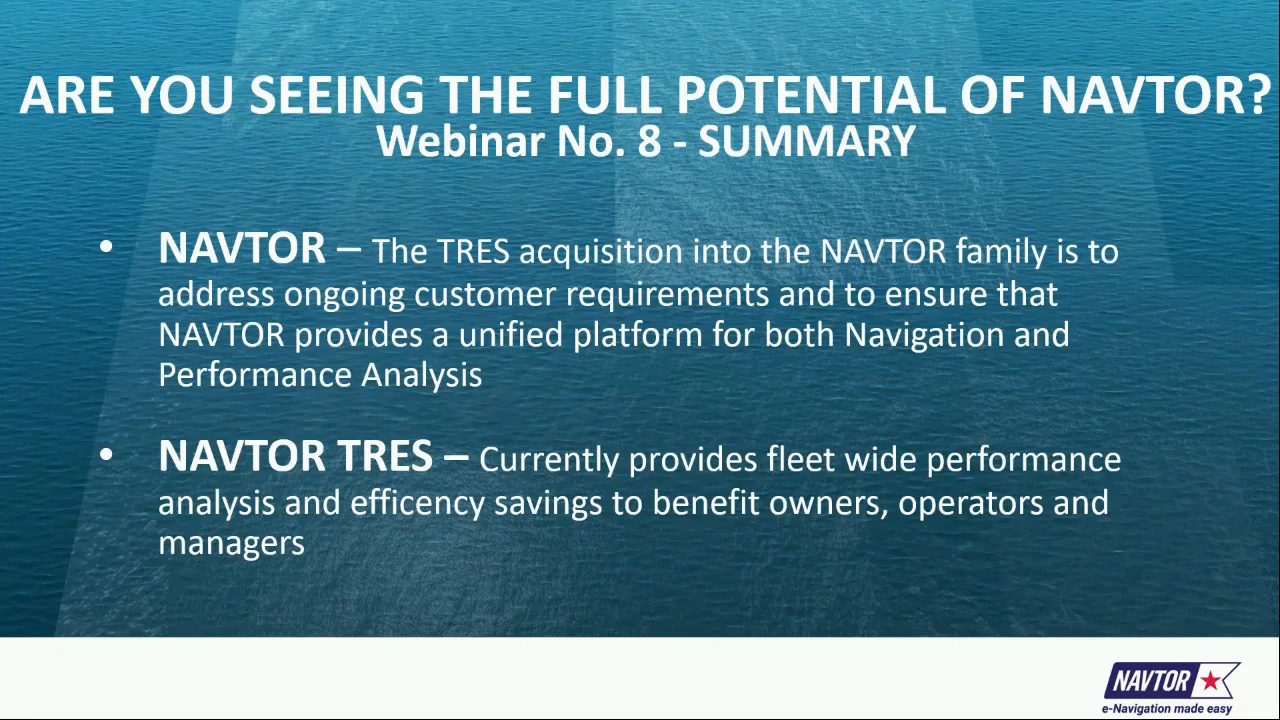 ARE YOU SEEING THE FULL POTENTIAL OF NAVTOR?
Webinar No. 8 - SUMMARY
• NAVTOR – The TRES acquisition into the NAVTOR family is to
address ongoing customer requirements and to ensure that
NAVTOR provides a unified platform for both Navigation and
Performance Analysis
• NAVTOR TRES – Currently provides fleet wide performance
analysis and efficency savings to benefit owners, operators and
managers
NAVTOR
e-Navigation made easy